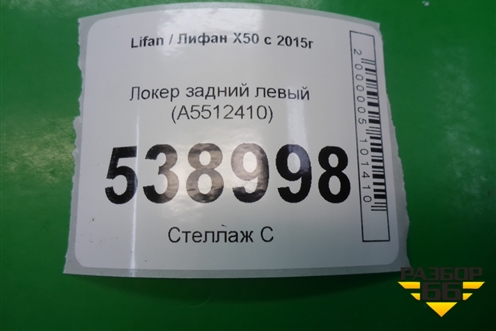 Lifan / Лифан X50 с 2015г
Локер задний левый
(A5512410)
538998
Стеллаж С
2000005101410
РАЗБОР
66